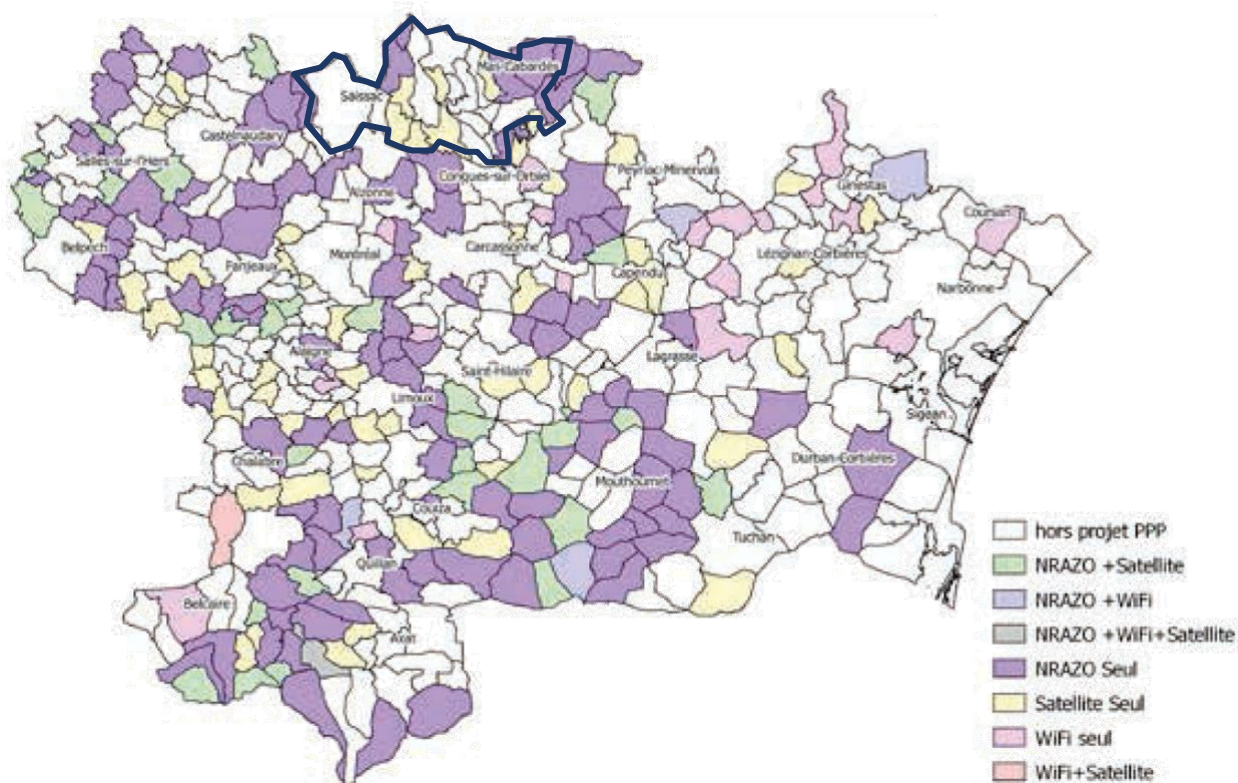 Mas-Cabardès
Saissac
Castelnaudary
Salles-sur-l'Hers
Conques-sur-Orbiel
Peyriac-Minervois
Alzonne
Ginestas
Coursan
Belpech
Montréal
Carcassonne
Lézignan-Corbières
Fanjeaux
Capendu
Narbonne
Alaigne
Lagrasse
Saint-Hilaire
Limoux
Sigean
Chalabre
Durban-Corbières
Mouthoumet
Couiza
Tuchan
Quillan
Belcaire
Axat
hors projet PPP
NRAZO +Satellite
NRAZO +WiFi
NRAZO +WiFi+Satellite
NRAZO Seul
Satellite Seul
WiFi seul
WiFi+Satellite